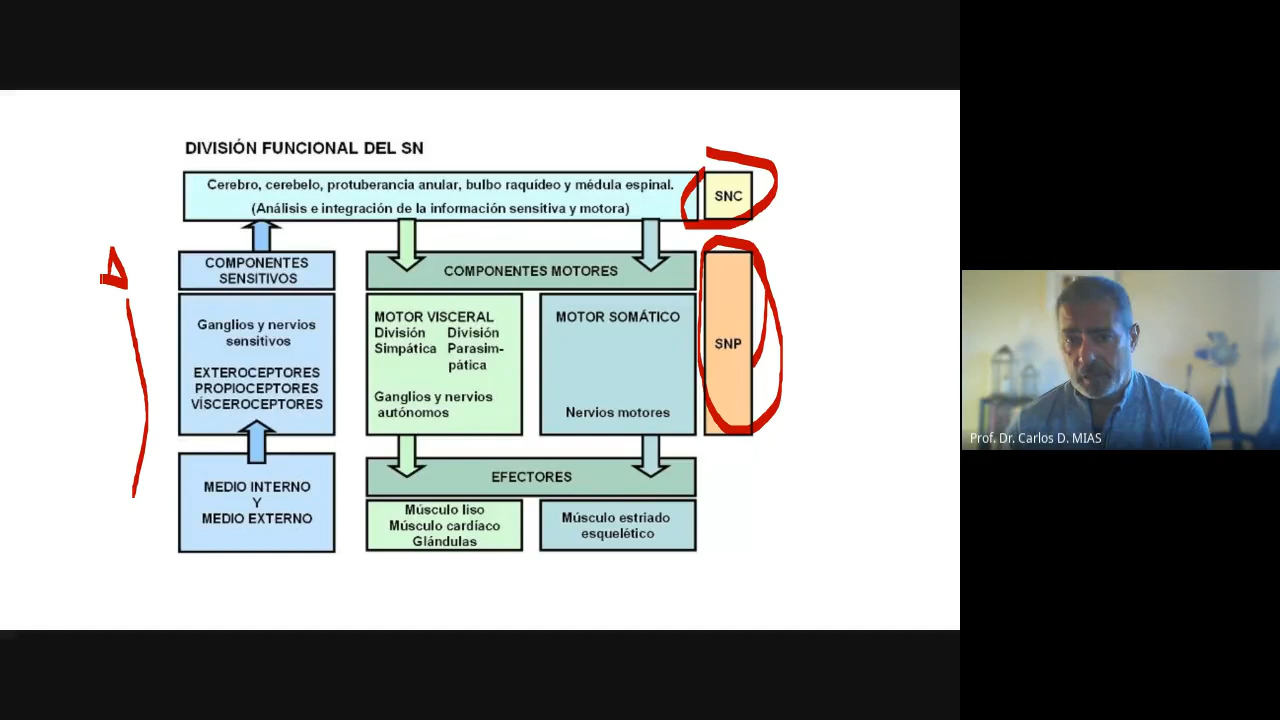 DIVISIÓN FUNCIONAL DEL SN
Cerebro, cerebelo, protuberancia anular, bulbo raquídeo y médula espinal.
(Análisis e integración de la información sensitiva y motora)
SNC
COMPONENTES
SENSITIVOS
Ganglios y nervios
sensitivos
EXTEROCEPTORES
PROPIOCEPTORES
VÍSCEROCEPTORES
MEDIO INTERNO
Y
MEDIO EXTERNO
COMPONENTES MOTORES
MOTOR VISCERAL
División División
Simpática Parasim-
pática
Ganglios y nervios
autónomos
MOTOR SOMÁTICO
Nervios motores
SNP
EFECTORES
Músculo liso
Músculo cardíaco
Glándulas
Músculo estriado
esquelético
Prof. Dr. Carlos D. MIAS